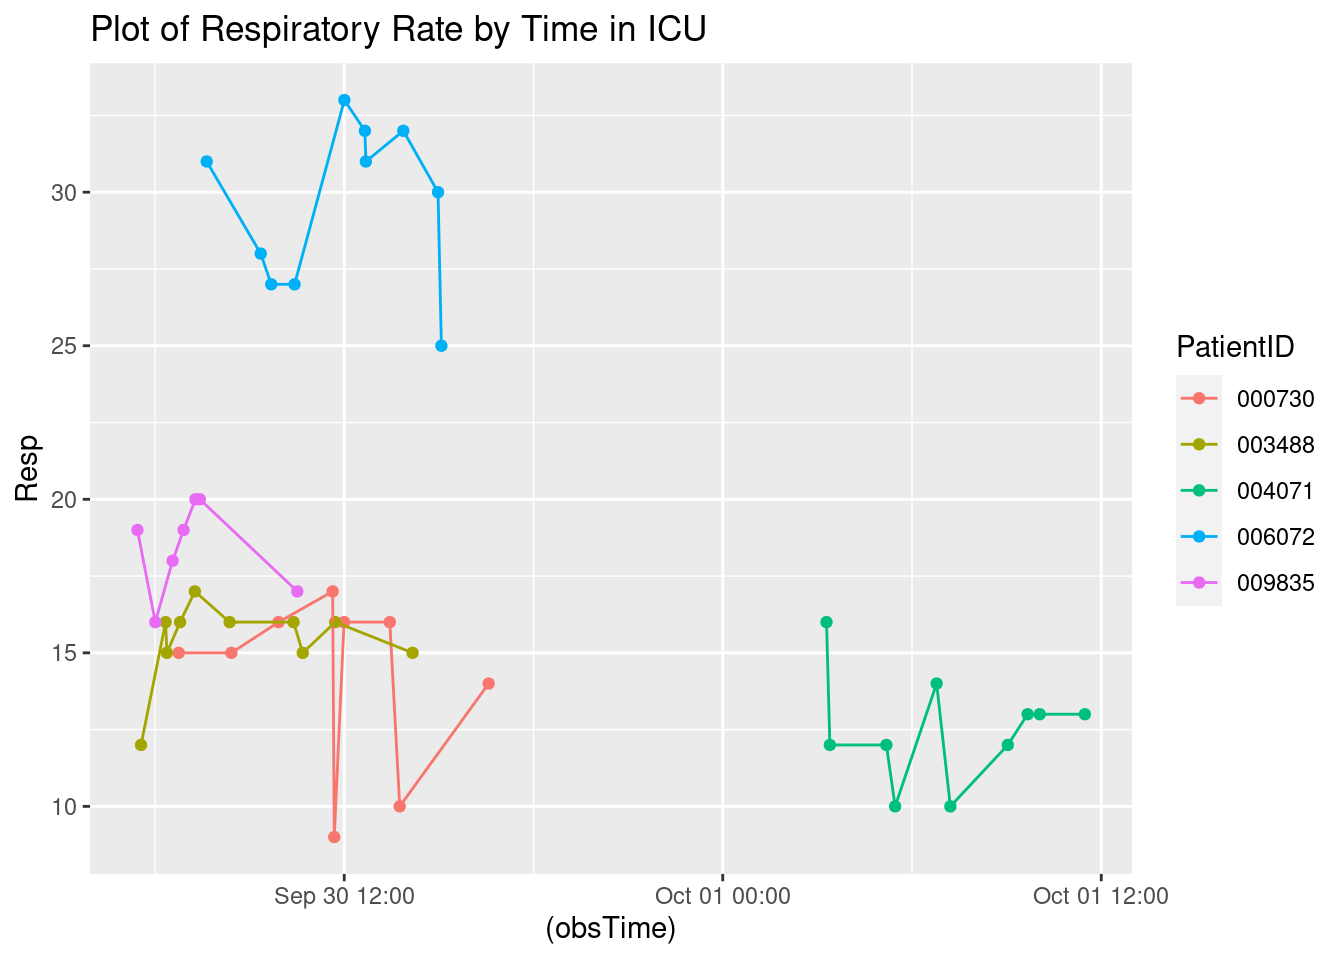 Plot of Respiratory Rate by Time in ICU
Resp
30
25
20
15
10
Sep 30 12:00
Oct 01 00:00
Oct 01 12:00
(obsTime)
PatientID
000730
003488
004071
006072
009835